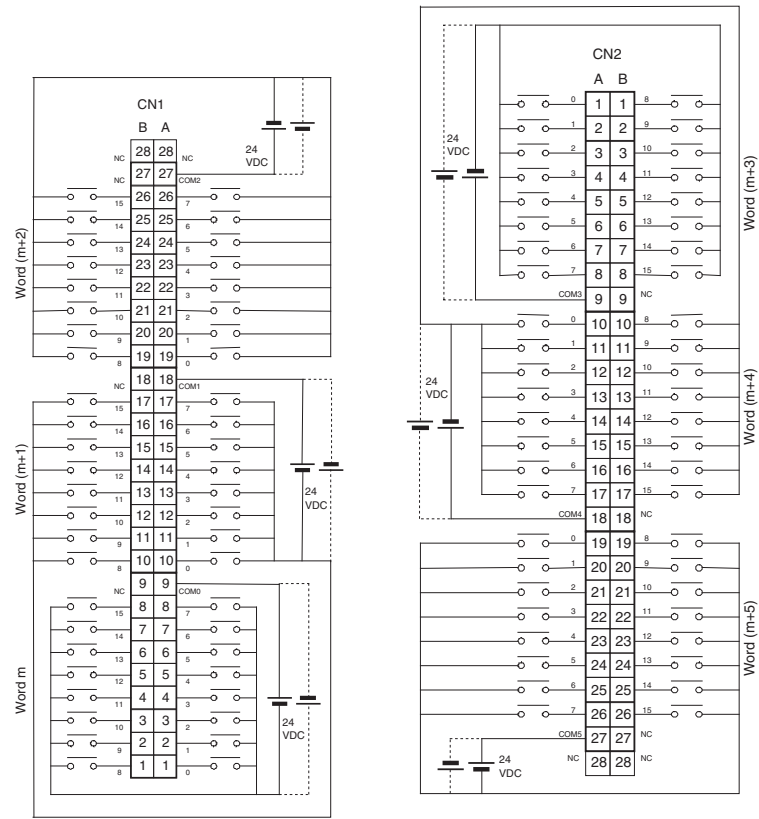 CN1
B A
24
VDC
NC 28 28 NC
NC 27 27 COM2
15 26 26 7
14 25 25 6
13 24 24 5
12 23 23 4
11 22 22 3
10 21 21 2
9 20 20 1
8 19 19 0
Word (m+2)
NC 18 18 COM1
15 17 17 7
14 16 16 6
13 15 15 5
12 14 14 4
11 13 13 3
10 12 12 2
9 11 11 1
8 10 10 0
Word (m+1)
24
VDC
NC 9 9 COM0
15 8 8 7
14 7 7 6
13 6 6 5
12 5 5 4
11 4 4 3
10 3 3 2
9 2 2 1
8 1 1 0
Word m
24
VDC
CN2
A B
0 1 1 8
1 2 2 9
2 3 3 10
3 4 4 11
4 5 5 12
5 6 6 13
6 7 7 14
7 8 8 15
COM3 9 9 NC
24
VDC
Word (m+3)
0 10 10 8
1 11 11 9
2 12 12 10
3 13 13 11
4 14 14 12
5 15 15 13
6 16 16 14
7 17 17 15
COM4 18 18 NC
24
VDC
Word (m+4)
0 19 19 8
1 20 20 9
2 21 21 10
3 22 22 11
4 23 23 12
5 24 24 13
6 25 25 14
7 26 26 15
COM5 27 27 NC
NC 28 28 NC
24
VDC
Word (m+5)